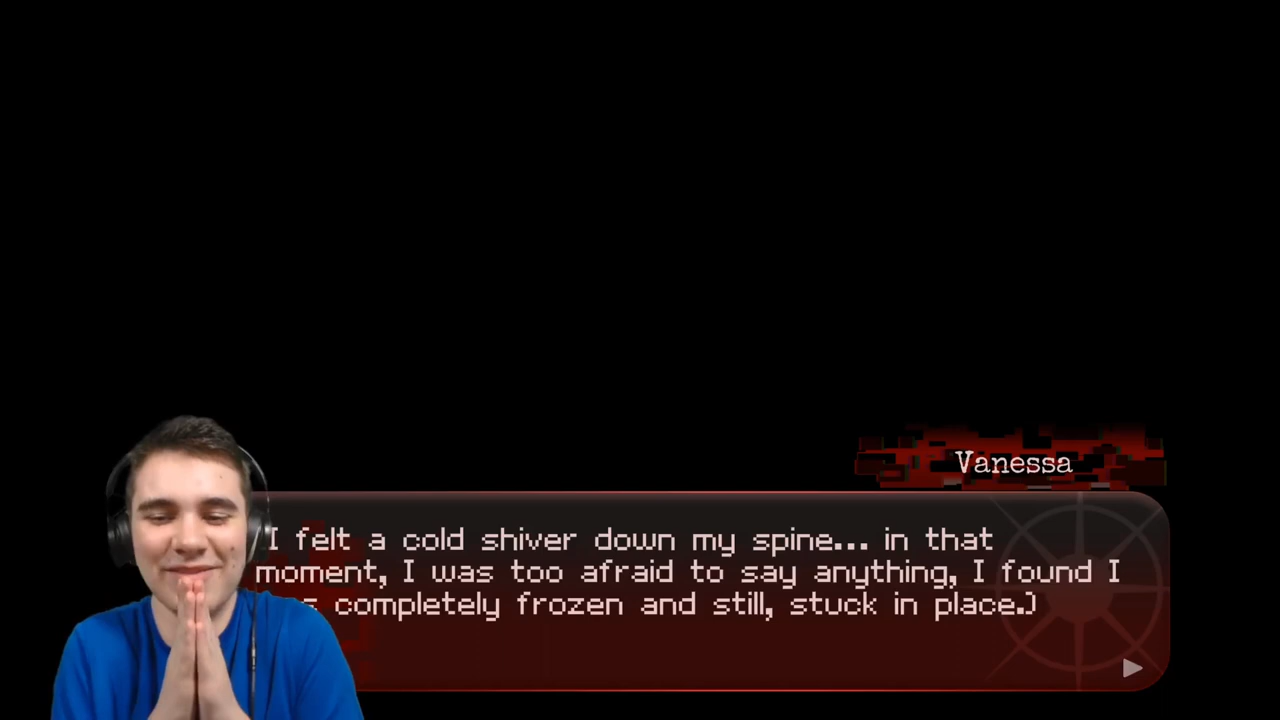 Vanessa
I felt a cold shiver down my spine... in that
moment, I was too afraid to say anything, I found I
completely frozen and still, stuck in place.)